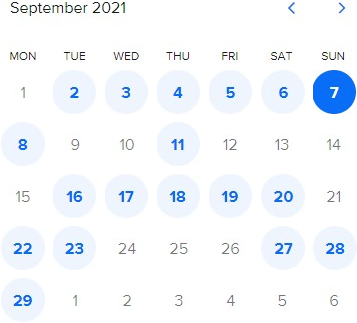 September 2021
MON TUE WED THU FRI SAT SUN
1 2 3 4 5 6 7
8 9 10 11 12 13 14
15 16 17 18 19 20 21
22 23 24 25 26 27 28
29 1 2 3 4 5 6